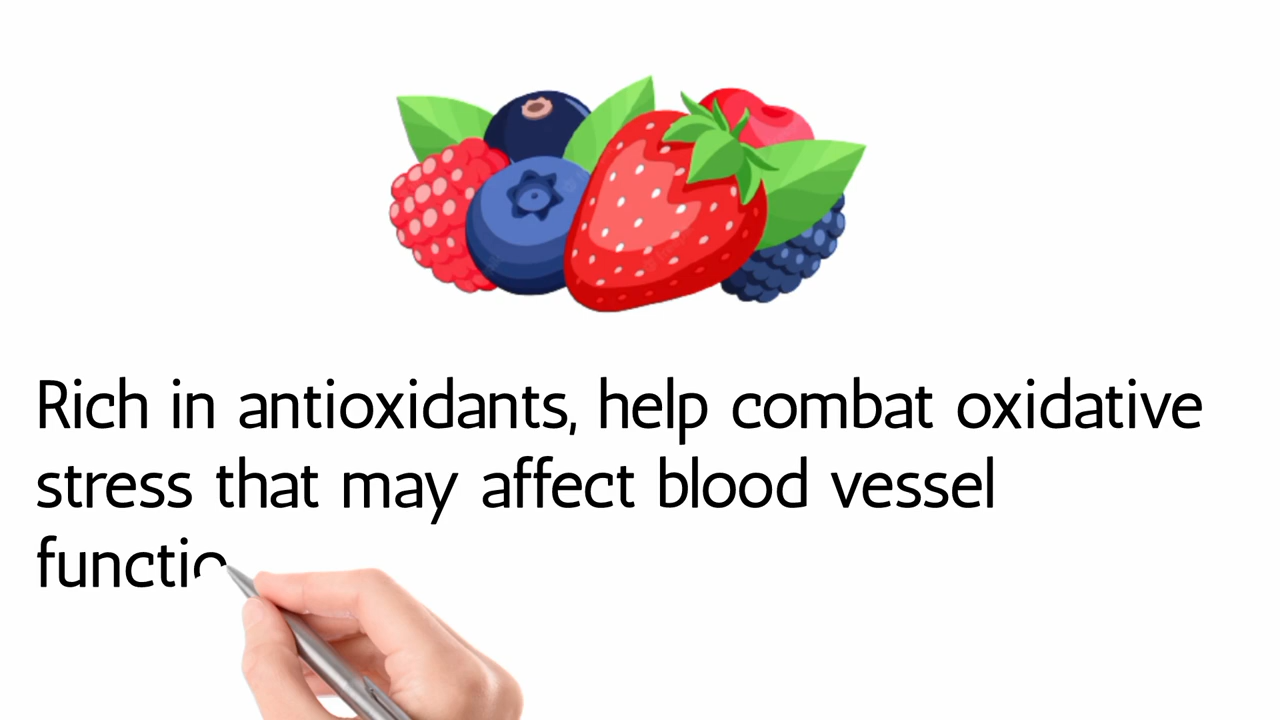 Rich in antioxidants, help combat oxidative
stress that may affect blood vessel
functio